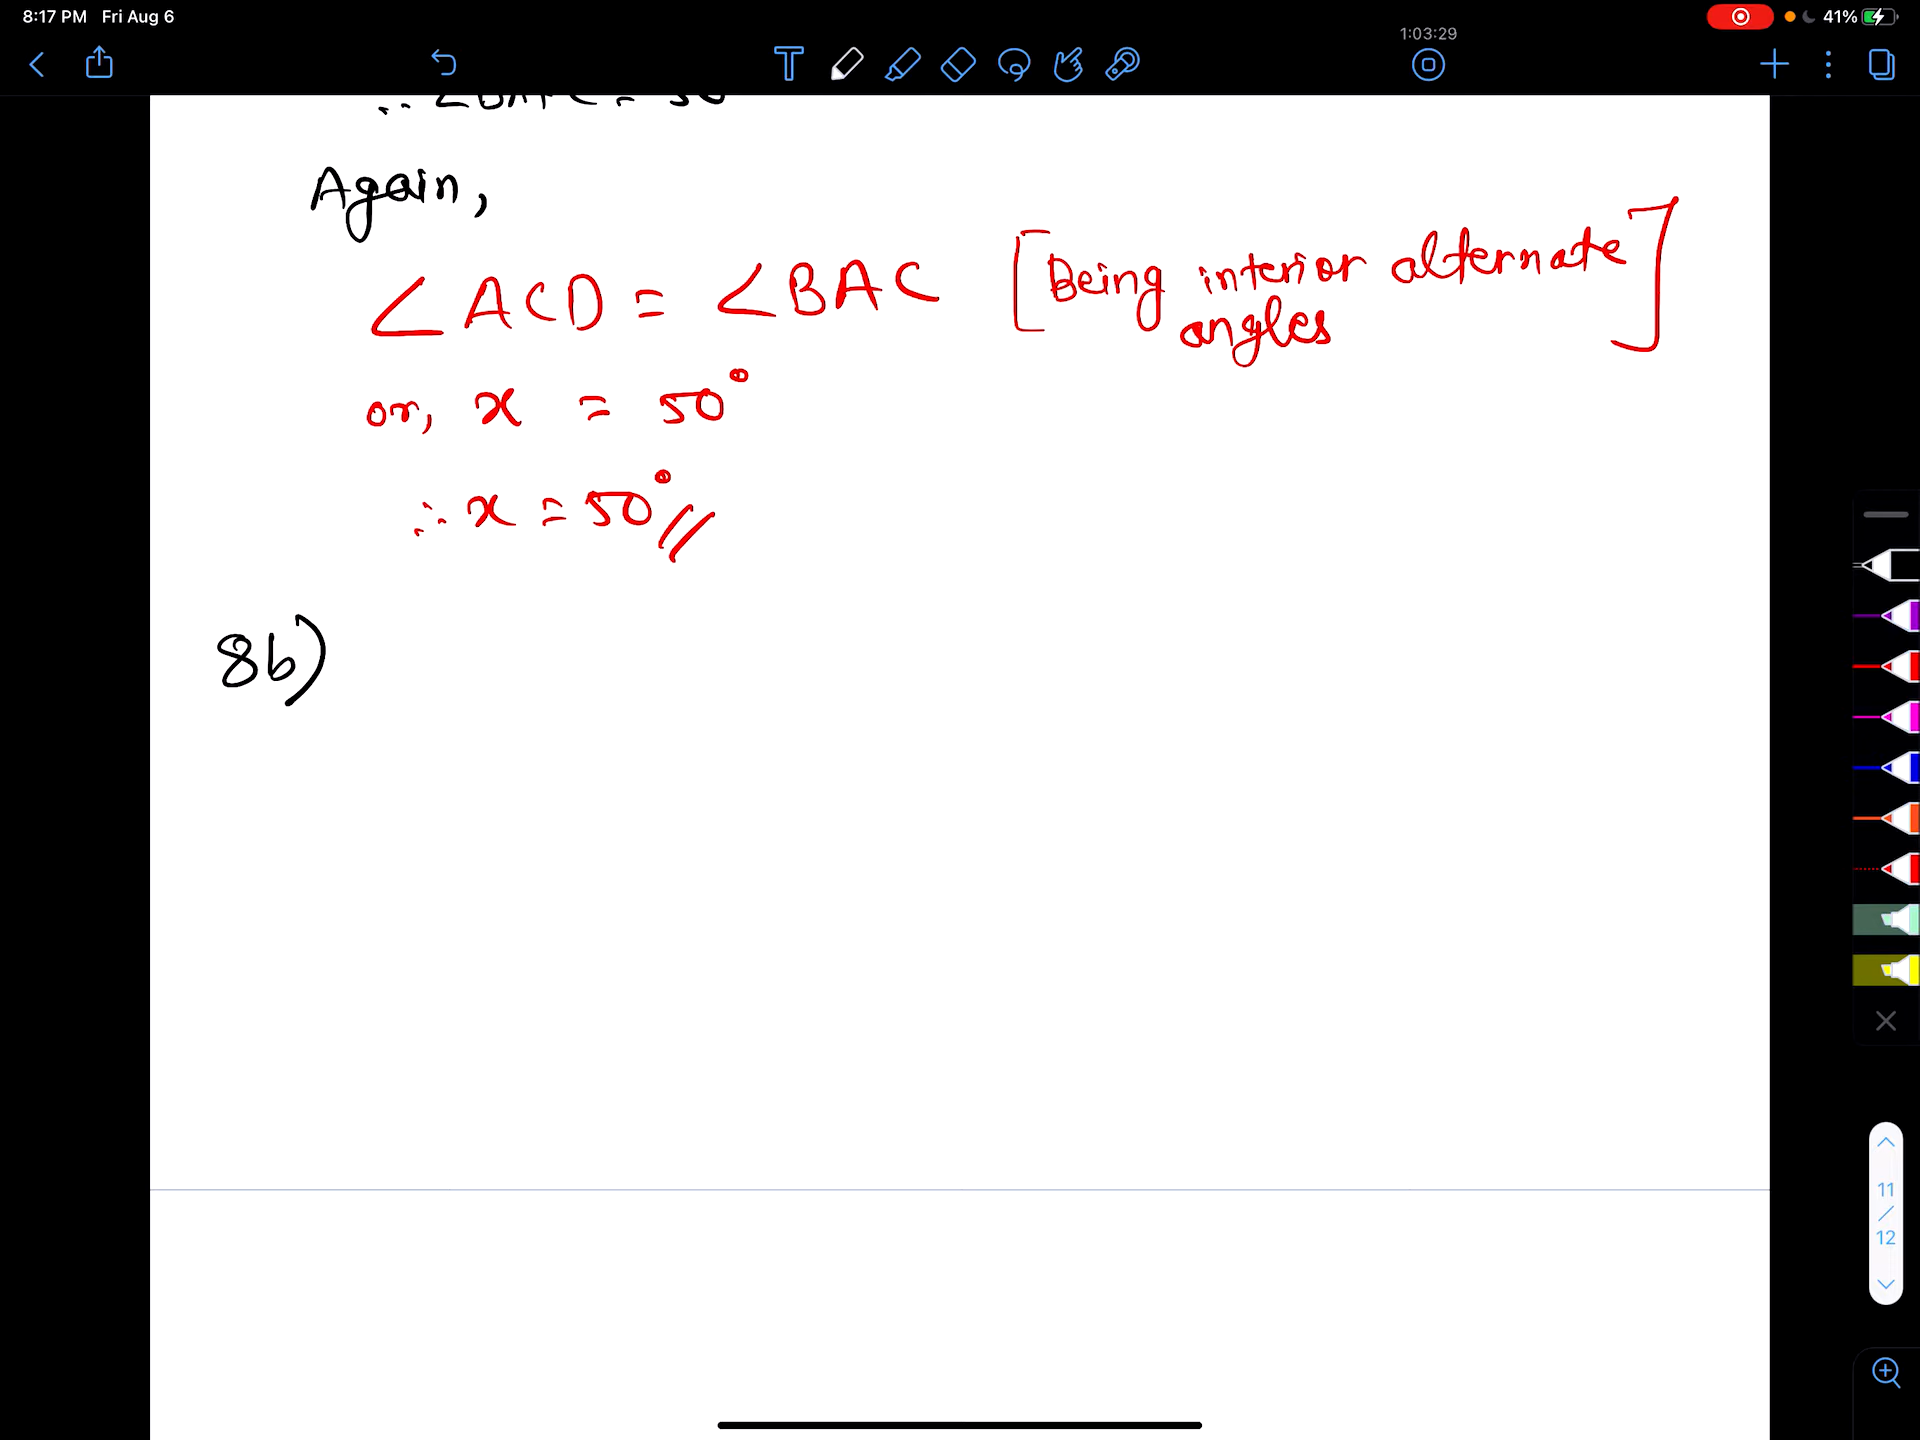 8:17 PM Fri Aug 6
41%
1:03:29
Again,
∠ACD = ∠BAC [Being interior alternate
angles]
or, x = 50°
∴ x = 50°//
8b)
11
/
12